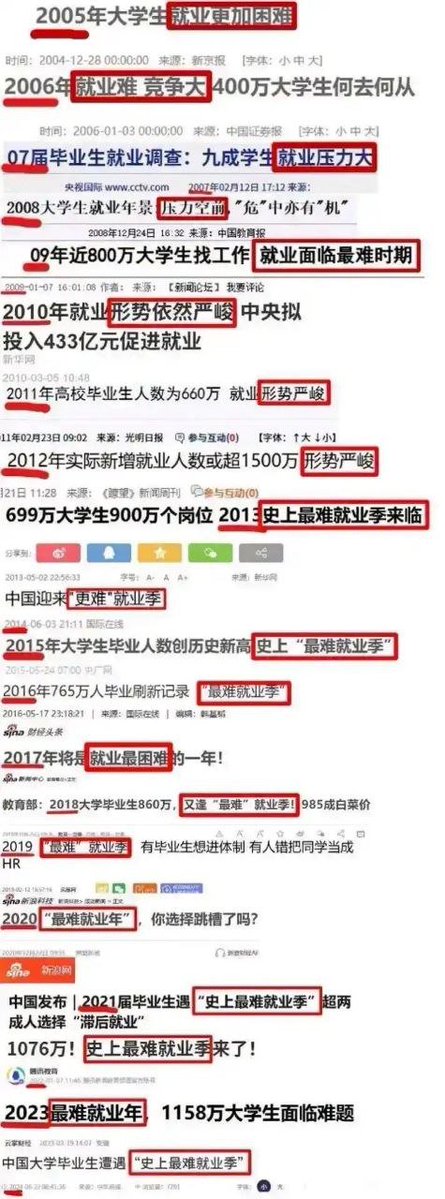 2005年大学生就业更加困难
时间：2004-12-28 00:00:00 来源：新京报 [字体：小 中 大]
2006年就业难 竞争大 400万大学生何去何从
时间：2006-01-03 00:00:00 来源：中国证券报 [字体：小 中 大]
07届毕业生就业调查：九成学生就业压力大
央视国际 www.cctv.com 2007年02月12日 17:12 来源：
2008大学生就业年景：压力空前，"危"中亦有"机"
2008年12月24日 16:32 来源：中国教育报
09年近800万大学生找工作 就业面临最难时期
2009-01-07 16:01:08 作者： 来源：【新闻论坛】 我要评论
2010年就业形势依然严峻 中央拟
投入433亿元促进就业
新华网
2010-03-05 10:48
2011年高校毕业生人数为660万 就业形势严峻
011年02月23日 09:02 来源：光明日报 参与互动(0) 【字体：↑大 ↓小】
2012年实际新增就业人数或超1500万 形势严峻
月21日 11:28 来源：《瞭望》新闻周刊 参与互动(0)
699万大学生900万个岗位 2013史上最难就业季来临
分享到：
2013-05-02 22:56:33 字号： A- A A+ 来源：新华网
中国迎来"更难"就业季
2014-06-03 21:11 国际在线
2015年大学生毕业人数创历史新高 史上“最难就业季”
2015-05-24 07:00 央广网
2016年765万人毕业刷新记录 “最难就业季”
2016-05-17 23:18:21 | 来源：国际在线 | 编辑：韩基韬
sina 财经头条
2017年将是就业最困难的一年！
sina 新闻中心
教育部：2018大学毕业生860万，又逢“最难”就业季！985成白菜价
2019 “最难”就业季 有毕业生想进体制 有人错把同学当成
HR
sina 新浪科技
2020 “最难就业年”，你选择跳槽了吗？
sina 新浪网
中国发布｜2021届毕业生遇“史上最难就业季”超两
成人选择“滞后就业”
1076万！史上最难就业季来了！
腾讯教育
2023最难就业年，1158万大学生面临难题
云掌财经 2023-03-19 14:07 安徽
中国大学毕业生遭遇“史上最难就业季”
字体： 小 大